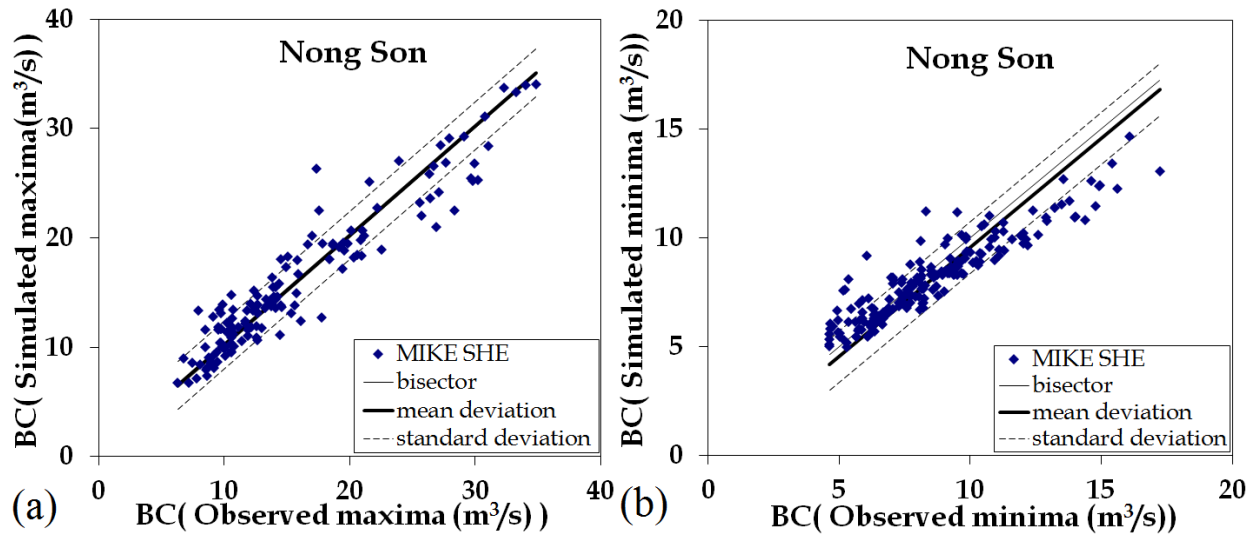 Nong Son
BC( Simulated maxima(m³/s) )
40
30
20
10
0
MIKE SHE
bisector
mean deviation
standard deviation
0 10 20 30 40
(a)
BC( Observed maxima (m³/s) )
Nong Son
BC( Simulated minima (m³/s))
20
15
10
5
0
MIKE SHE
bisector
mean deviation
standard deviation
0 5 10 15 20
(b)
BC( Observed minima (m³/s))